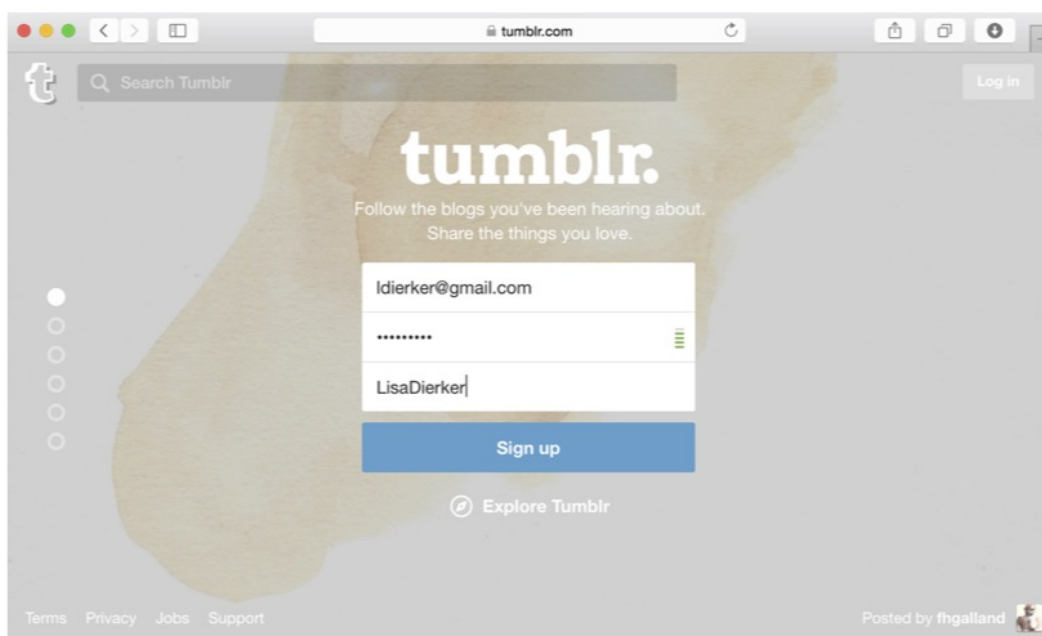 tumblr.com
Search Tumblr
Log in
tumblr.
Follow the blogs you've been hearing about.
Share the things you love.
ldierker@gmail.com
•••••••••
LisaDierker
Sign up
Explore Tumblr
Terms Privacy Jobs Support
Posted by fhgalland